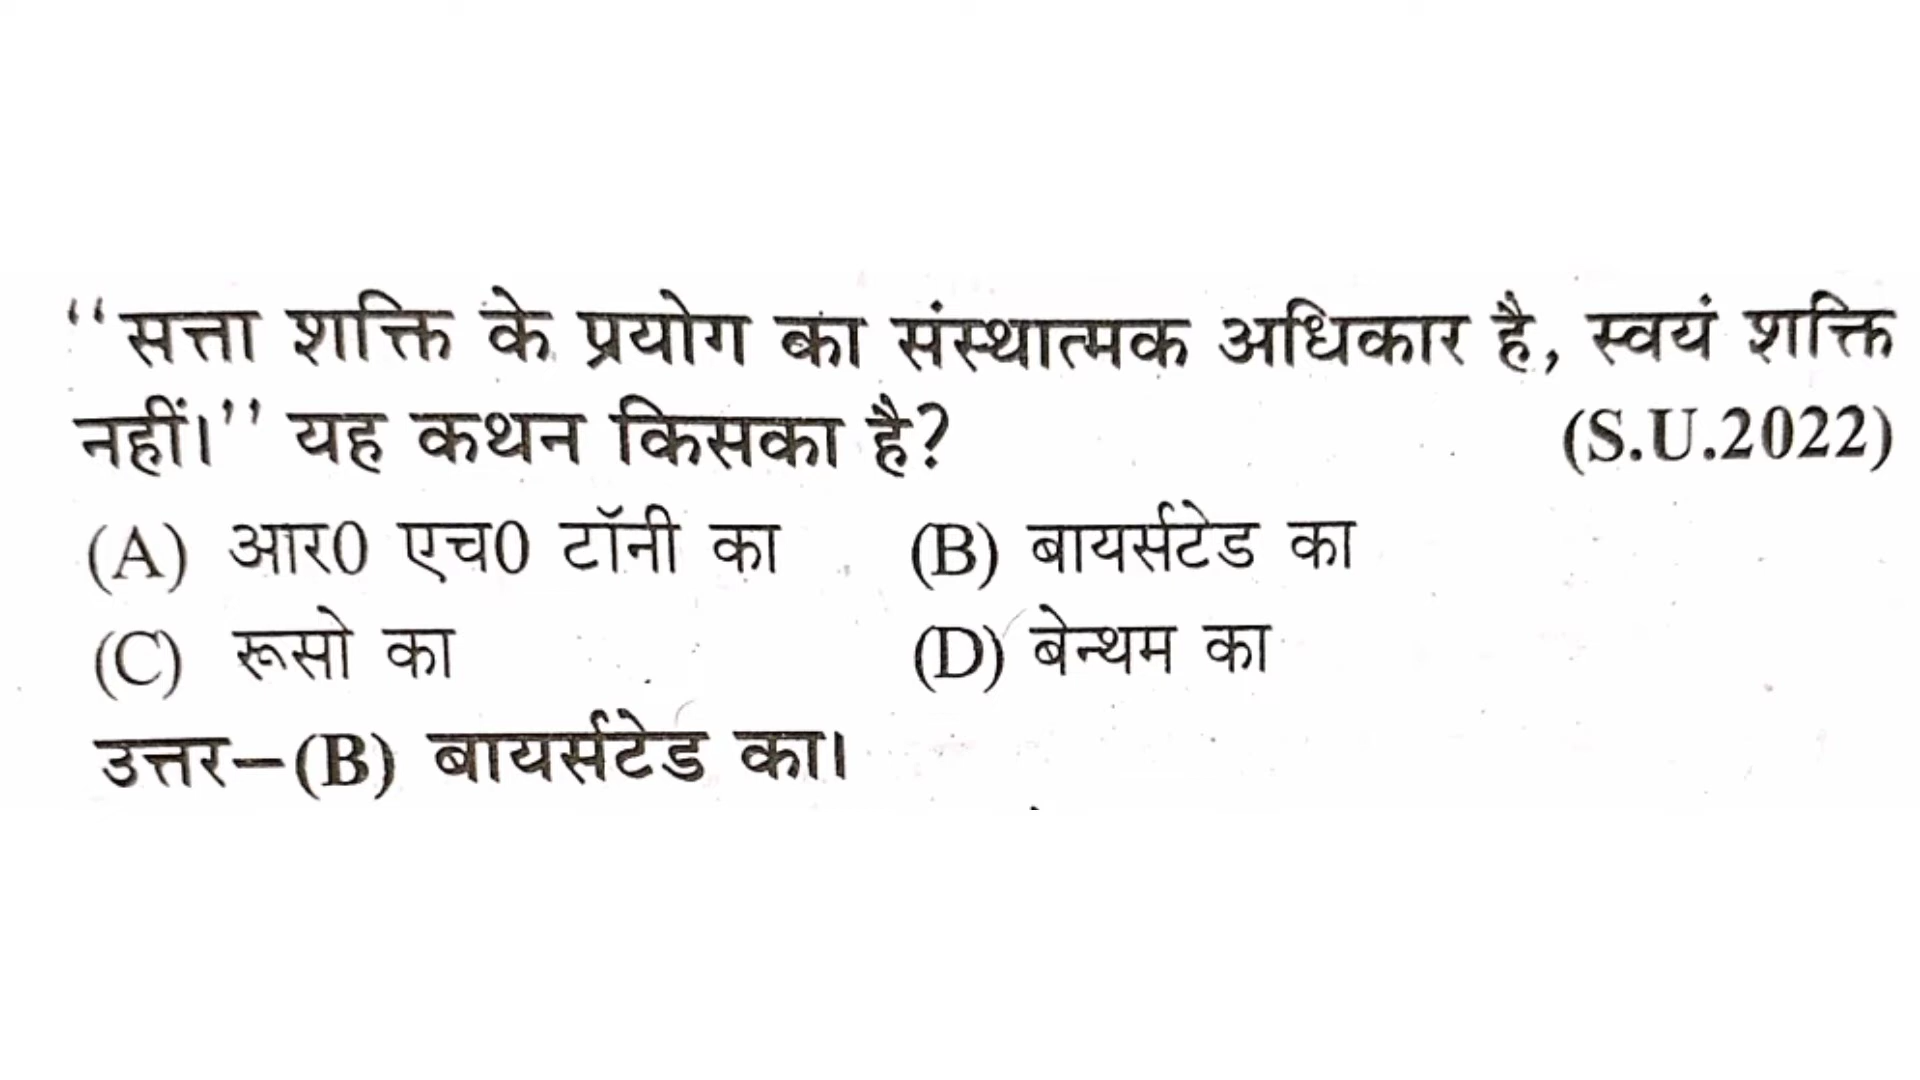 ‘‘सत्ता शक्ति के प्रयोग का संस्थात्मक अधिकार है, स्वयं शक्ति
नहीं।’’ यह कथन किसका है? (S.U.2022)
(A) आर0 एच0 टॉनी का (B) बायर्सटेड का
(C) रूसो का (D) बेन्थम का
उत्तर–(B) बायर्सटेड का।